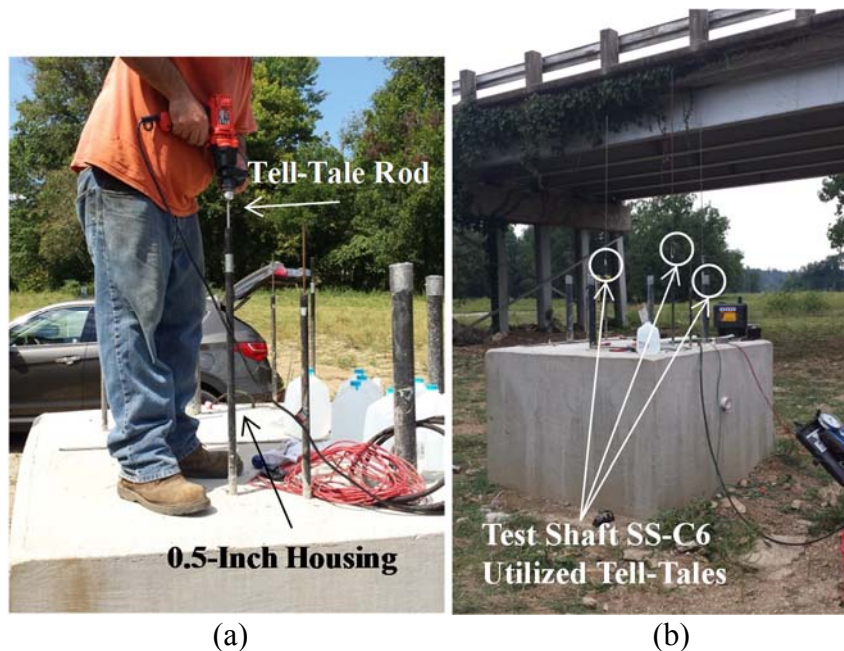 Tell-Tale Rod
0.5-Inch Housing
Test Shaft SS-C6
Utilized Tell-Tales
(a)
(b)